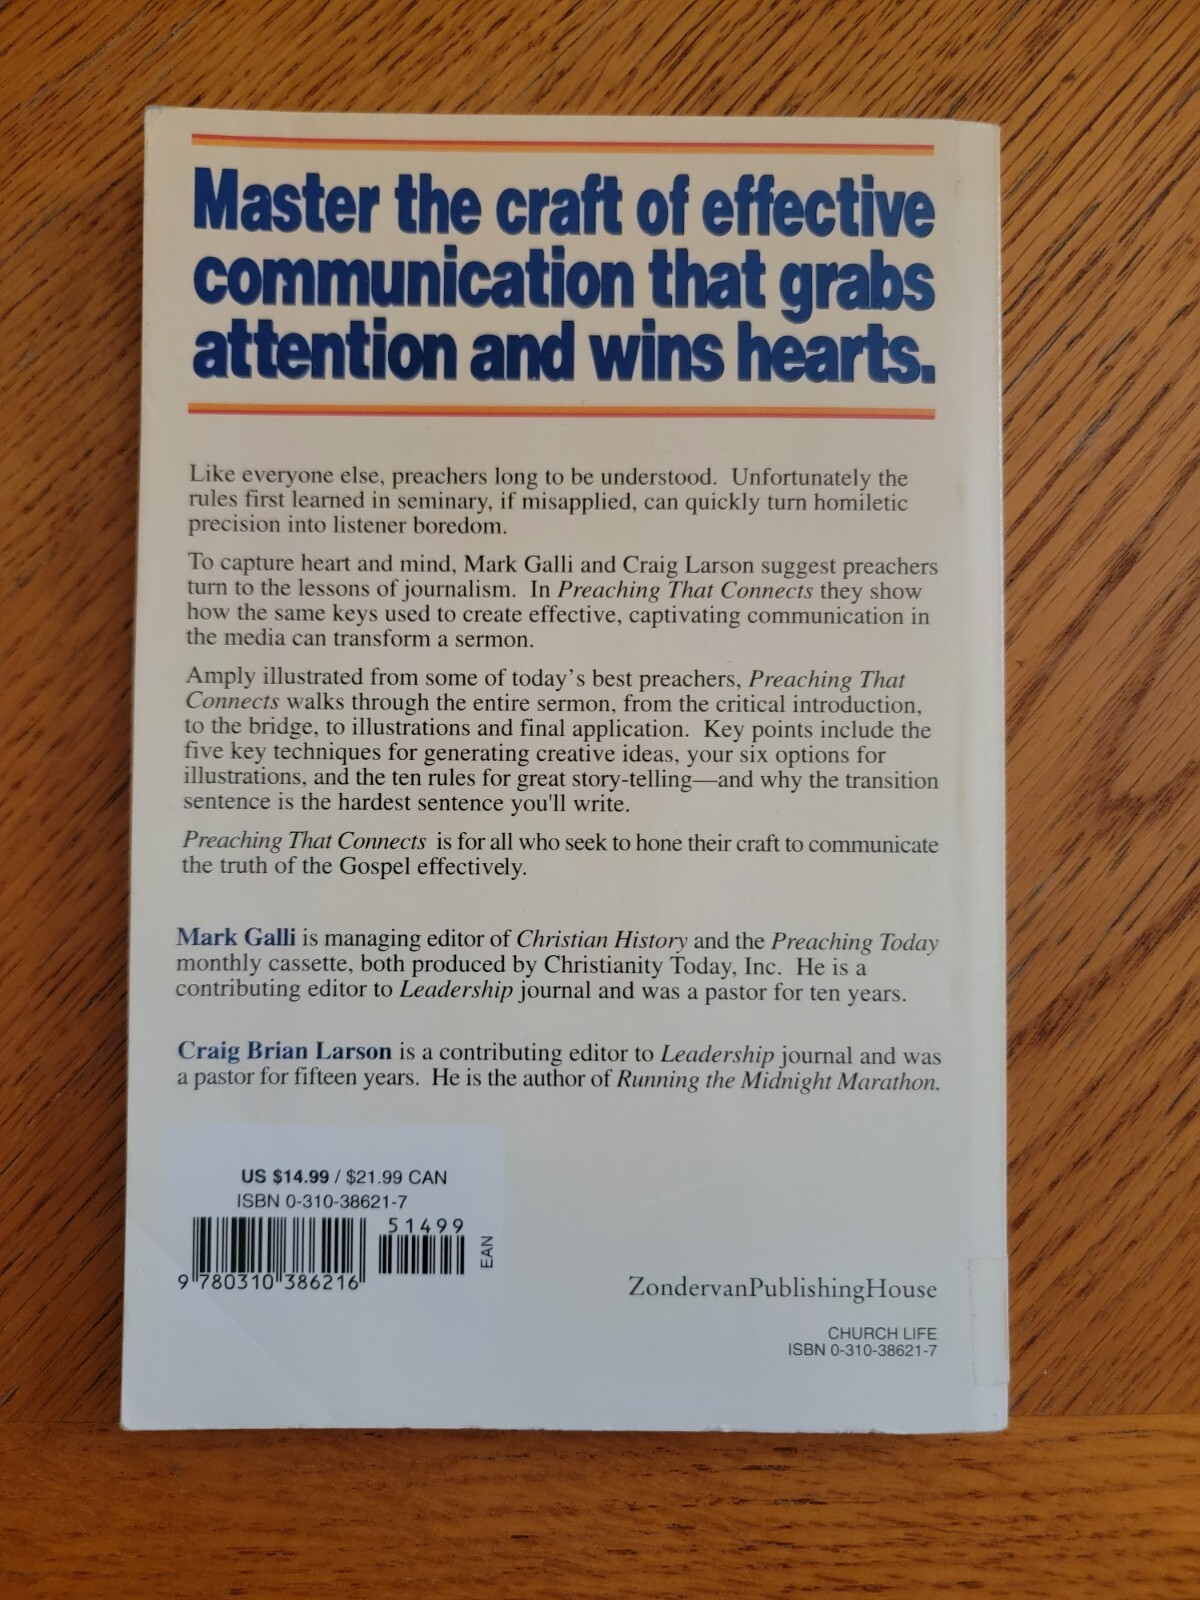 Master the craft of effective
communication that grabs
attention and wins hearts.
Like everyone else, preachers long to be understood. Unfortunately the
rules first learned in seminary, if misapplied, can quickly turn homiletic
precision into listener boredom.
To capture heart and mind, Mark Galli and Craig Larson suggest preachers
turn to the lessons of journalism. In Preaching That Connects they show
how the same keys used to create effective, captivating communication in
the media can transform a sermon.
Amply illustrated from some of today's best preachers, Preaching That
Connects walks through the entire sermon, from the critical introduction,
to the bridge, to illustrations and final application. Key points include the
five key techniques for generating creative ideas, your six options for
illustrations, and the ten rules for great story-telling—and why the transition
sentence is the hardest sentence you'll write.
Preaching That Connects is for all who seek to hone their craft to communicate
the truth of the Gospel effectively.
Mark Galli is managing editor of Christian History and the Preaching Today
monthly cassette, both produced by Christianity Today, Inc. He is a
contributing editor to Leadership journal and was a pastor for ten years.
Craig Brian Larson is a contributing editor to Leadership journal and was
a pastor for fifteen years. He is the author of Running the Midnight Marathon.
US $14.99 / $21.99 CAN
ISBN 0-310-38621-7
51499
EAN
9 780310 386216
ZondervanPublishingHouse
CHURCH LIFE
ISBN 0-310-38621-7